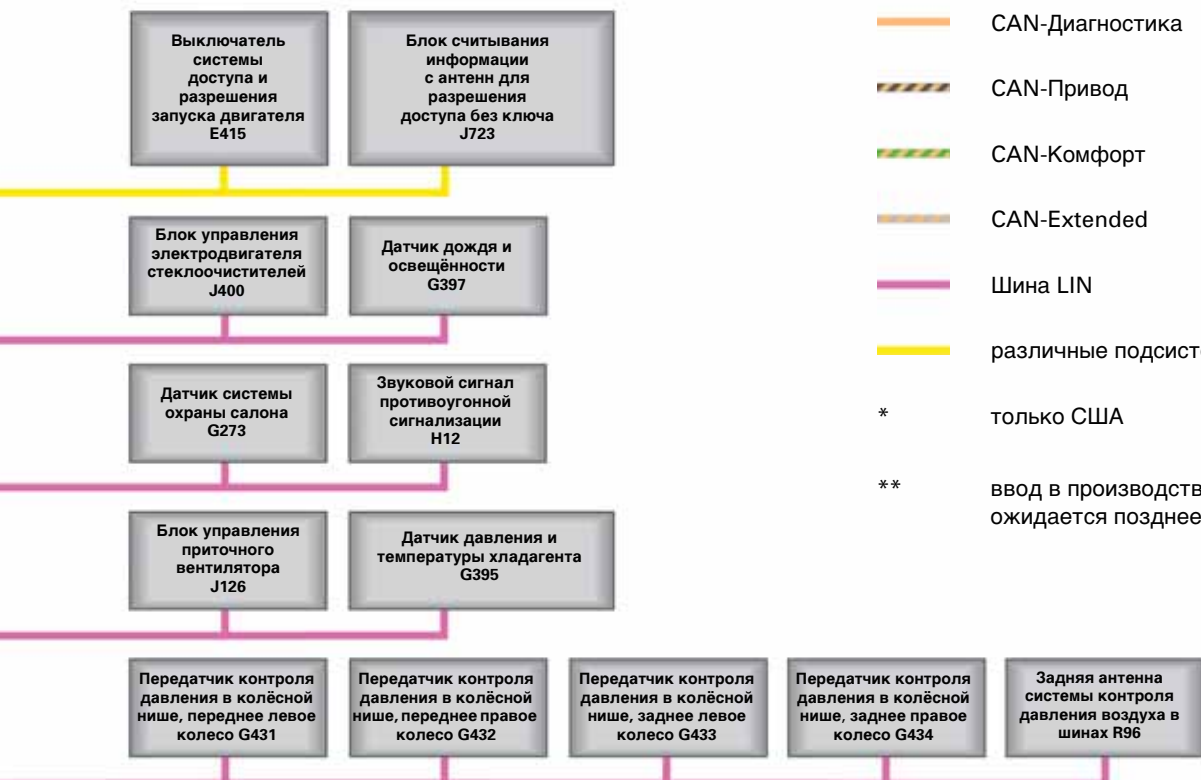 Выключатель
системы
доступа и
разрешения
запуска двигателя
E415
Блок считывания
информации
с антенн для
разрешения
доступа без ключа
J723
Блок управления
электродвигателя
стеклоочистителей
J400
Датчик дождя и
освещённости
G397
Датчик системы
охраны салона
G273
Звуковой сигнал
противоугонной
сигнализации
H12
Блок управления
приточного
вентилятора
J126
Датчик давления и
температуры хладагента
G395
Передатчик контроля
давления в колёсной
нише, переднее левое
колесо G431
Передатчик контроля
давления в колёсной
нише, переднее правое
колесо G432
Передатчик контроля
давления в колёсной
нише, заднее левое
колесо G433
Передатчик контроля
давления в колёсной
нише, заднее правое
колесо G434
Задняя антенна
системы контроля
давления воздуха в
шинах R96
CAN-Диагностика
CAN-Привод
CAN-Комфорт
CAN-Extended
Шина LIN
различные
* только США
** ввод в
ожидается позднее